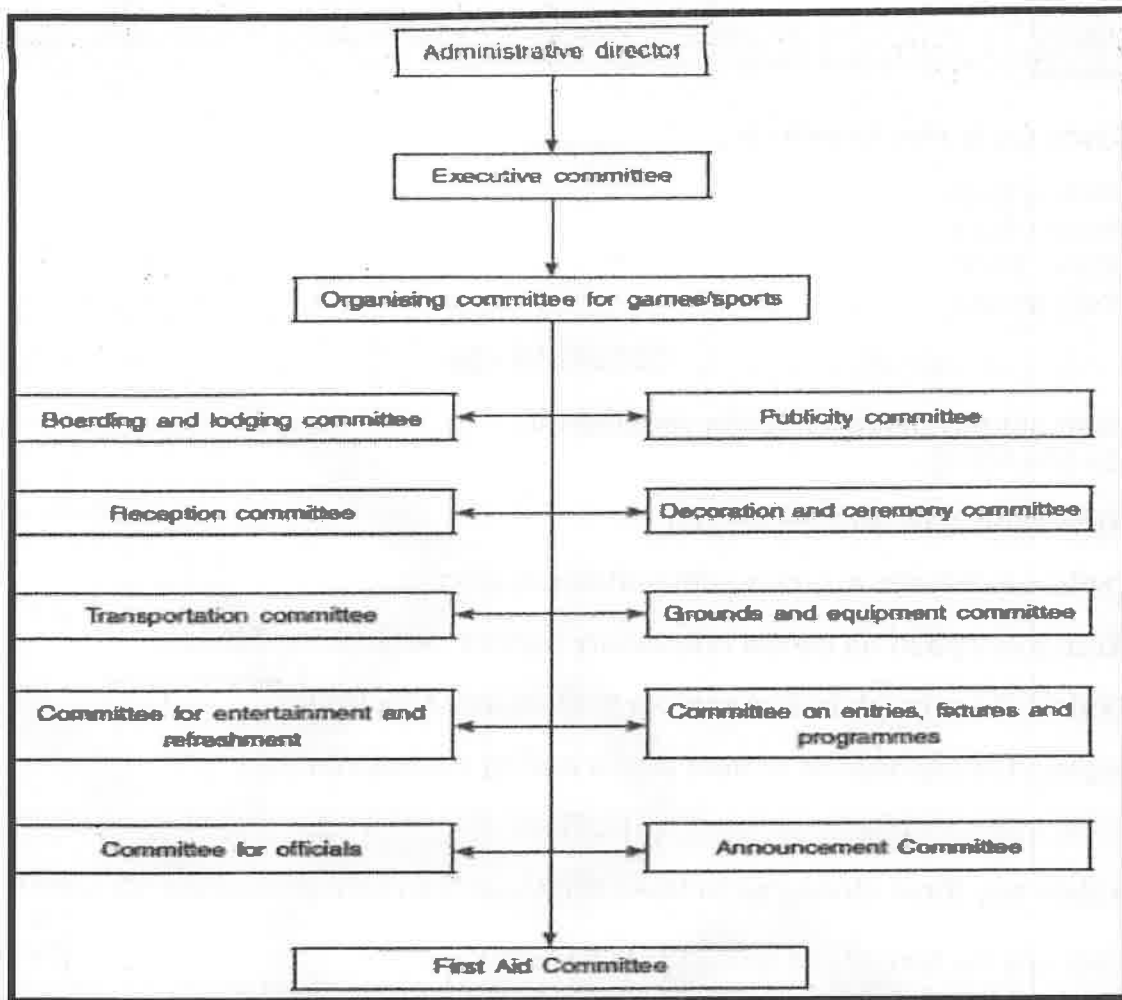 Administrative director
Executive committee
Organising committee for games/sports
Boarding and lodging committee
Publicity committee
Reception committee
Decoration and ceremony committee
Transportation committee
Grounds and equipment committee
Committee for entertainment and
refreshment
Committee on entries, fixtures and
programmes
Committee for officials
Announcement Committee
First Aid Committee